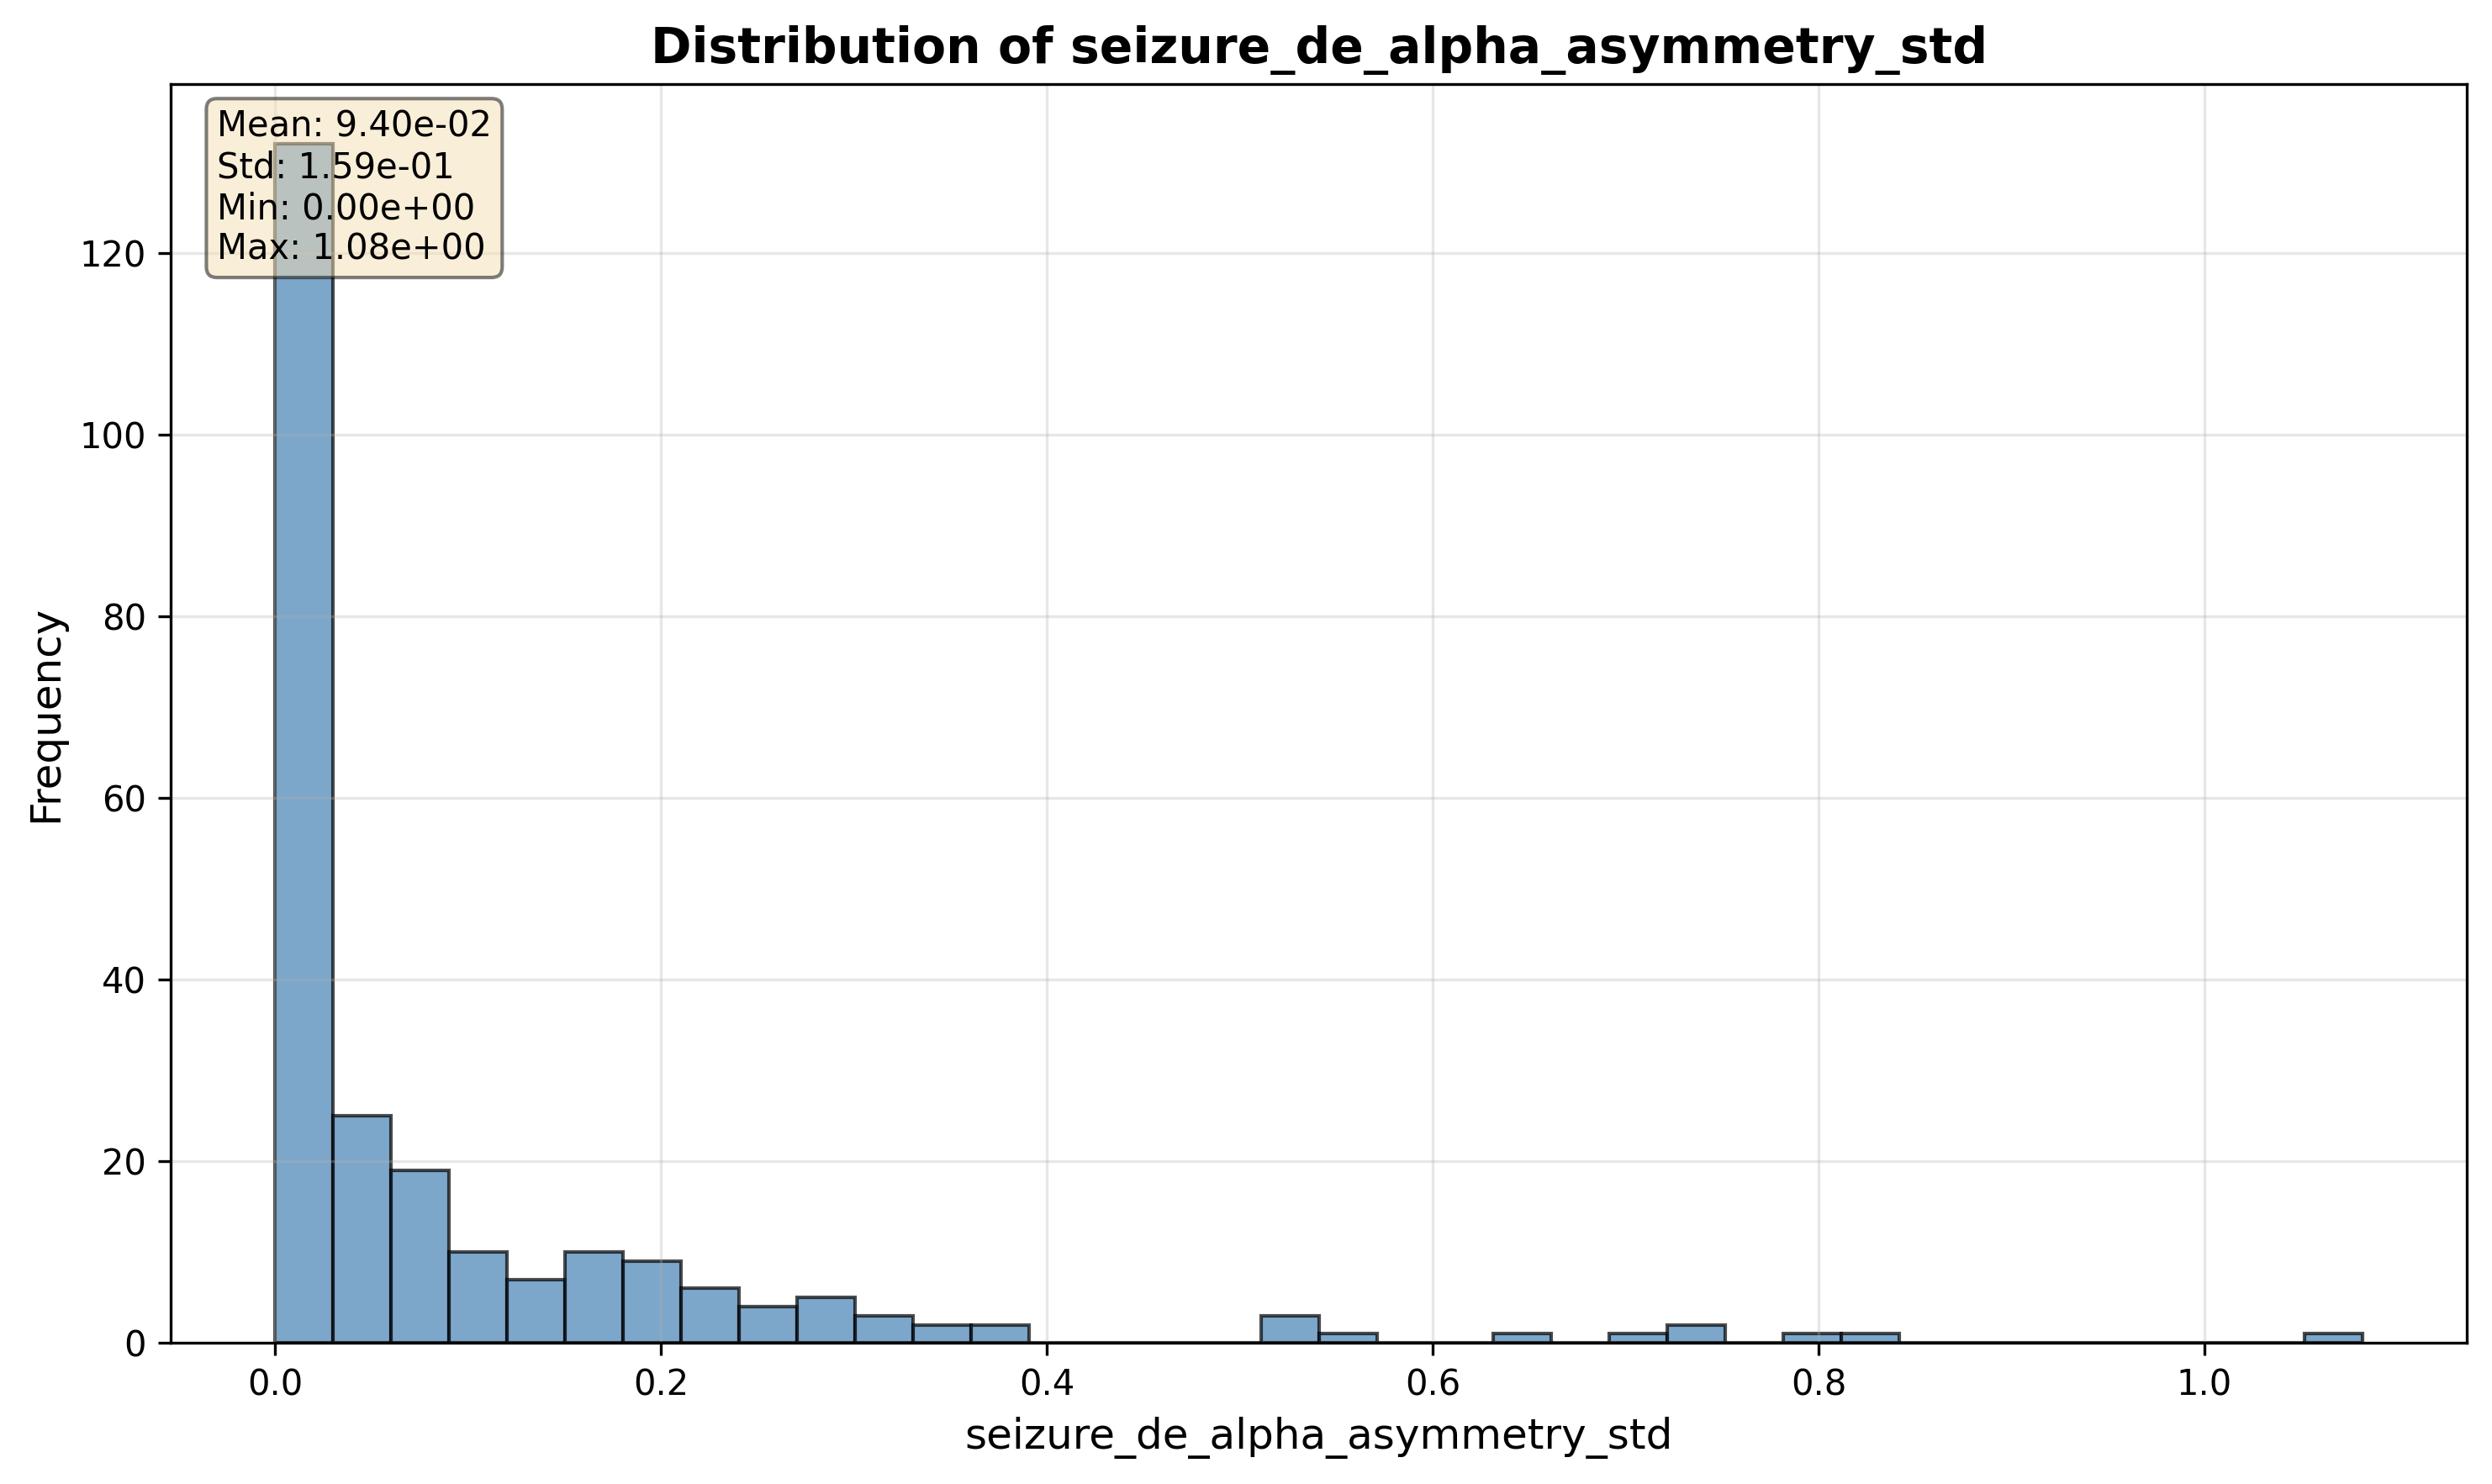 Distribution of seizure_de_alpha_asymmetry_std
Mean: 9.40e-02
Std: 1.59e-01
Min: 0.00e+00
Max: 1.08e+00
120
100
80
60
40
20
0
Frequency
0.0 0.2 0.4 0.6 0.8 1.0
seizure_de_alpha_asymmetry_std